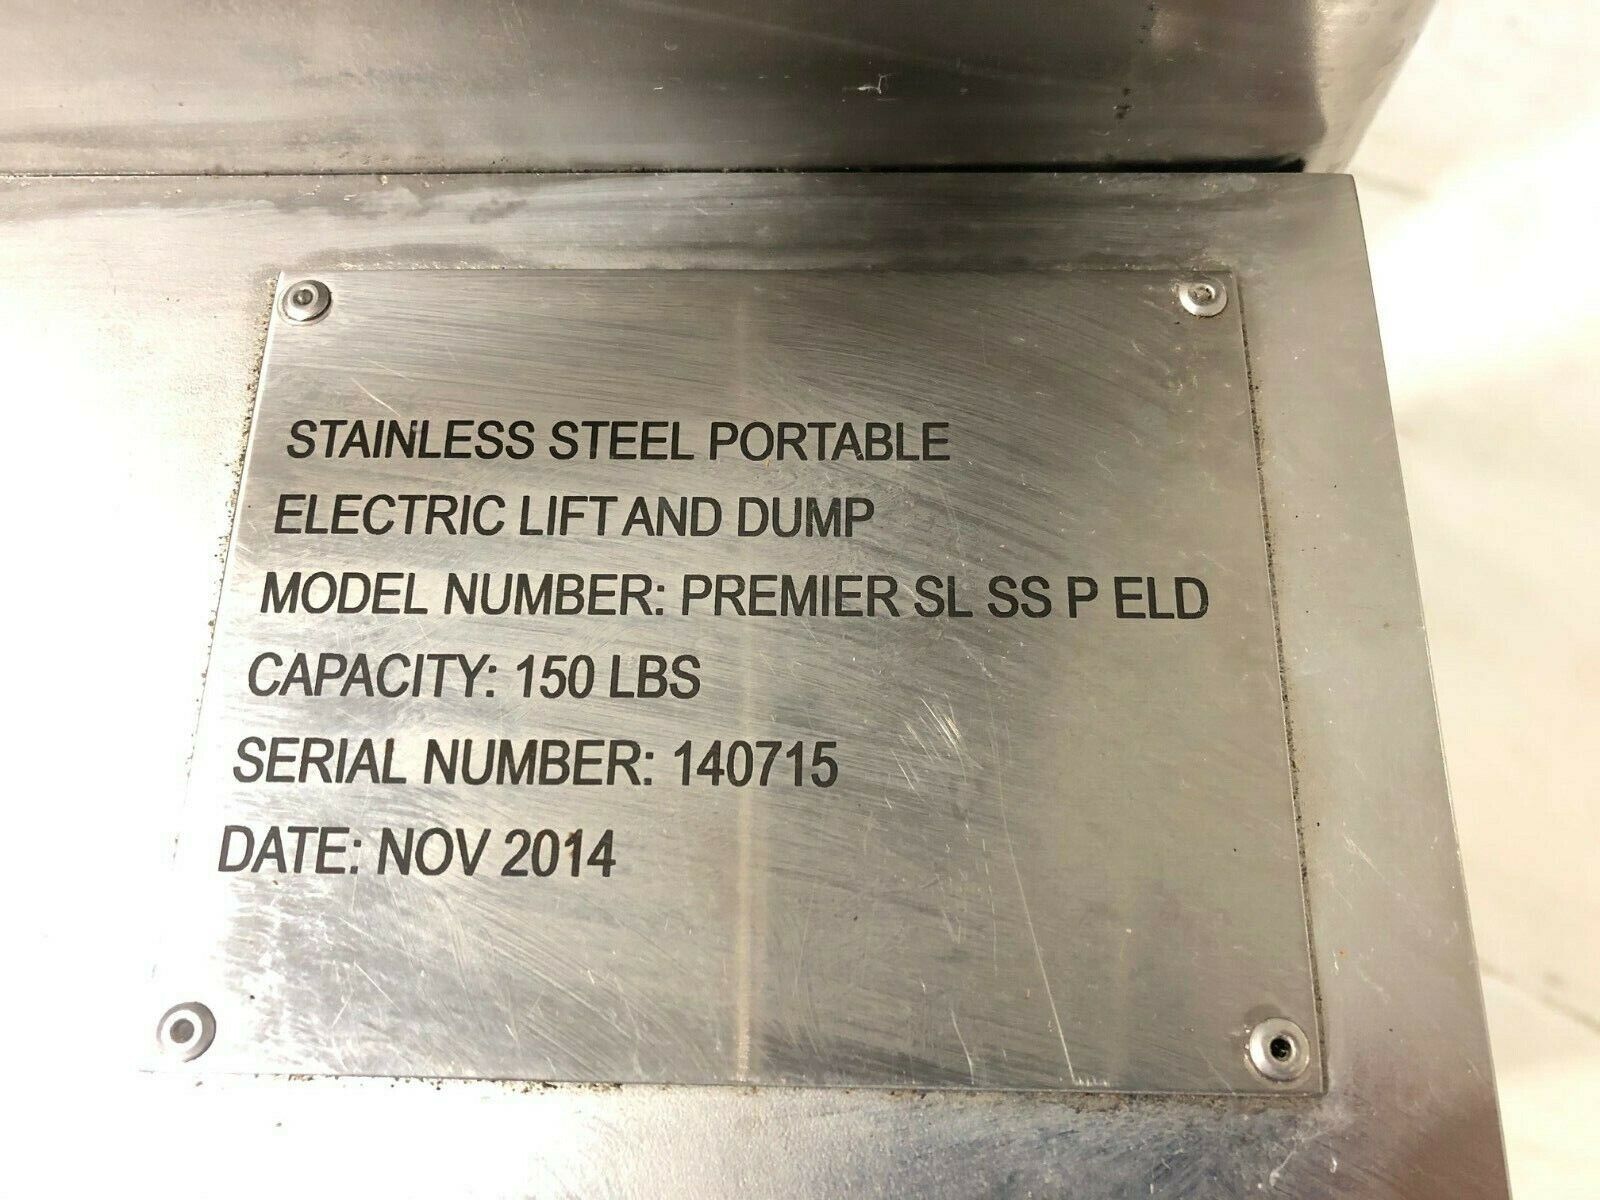 STAINLESS STEEL PORTABLE
ELECTRIC LIFT AND DUMP
MODEL NUMBER: PREMIER SL SS P ELD
CAPACITY: 150 LBS
SERIAL NUMBER: 140715
DATE: NOV 2014